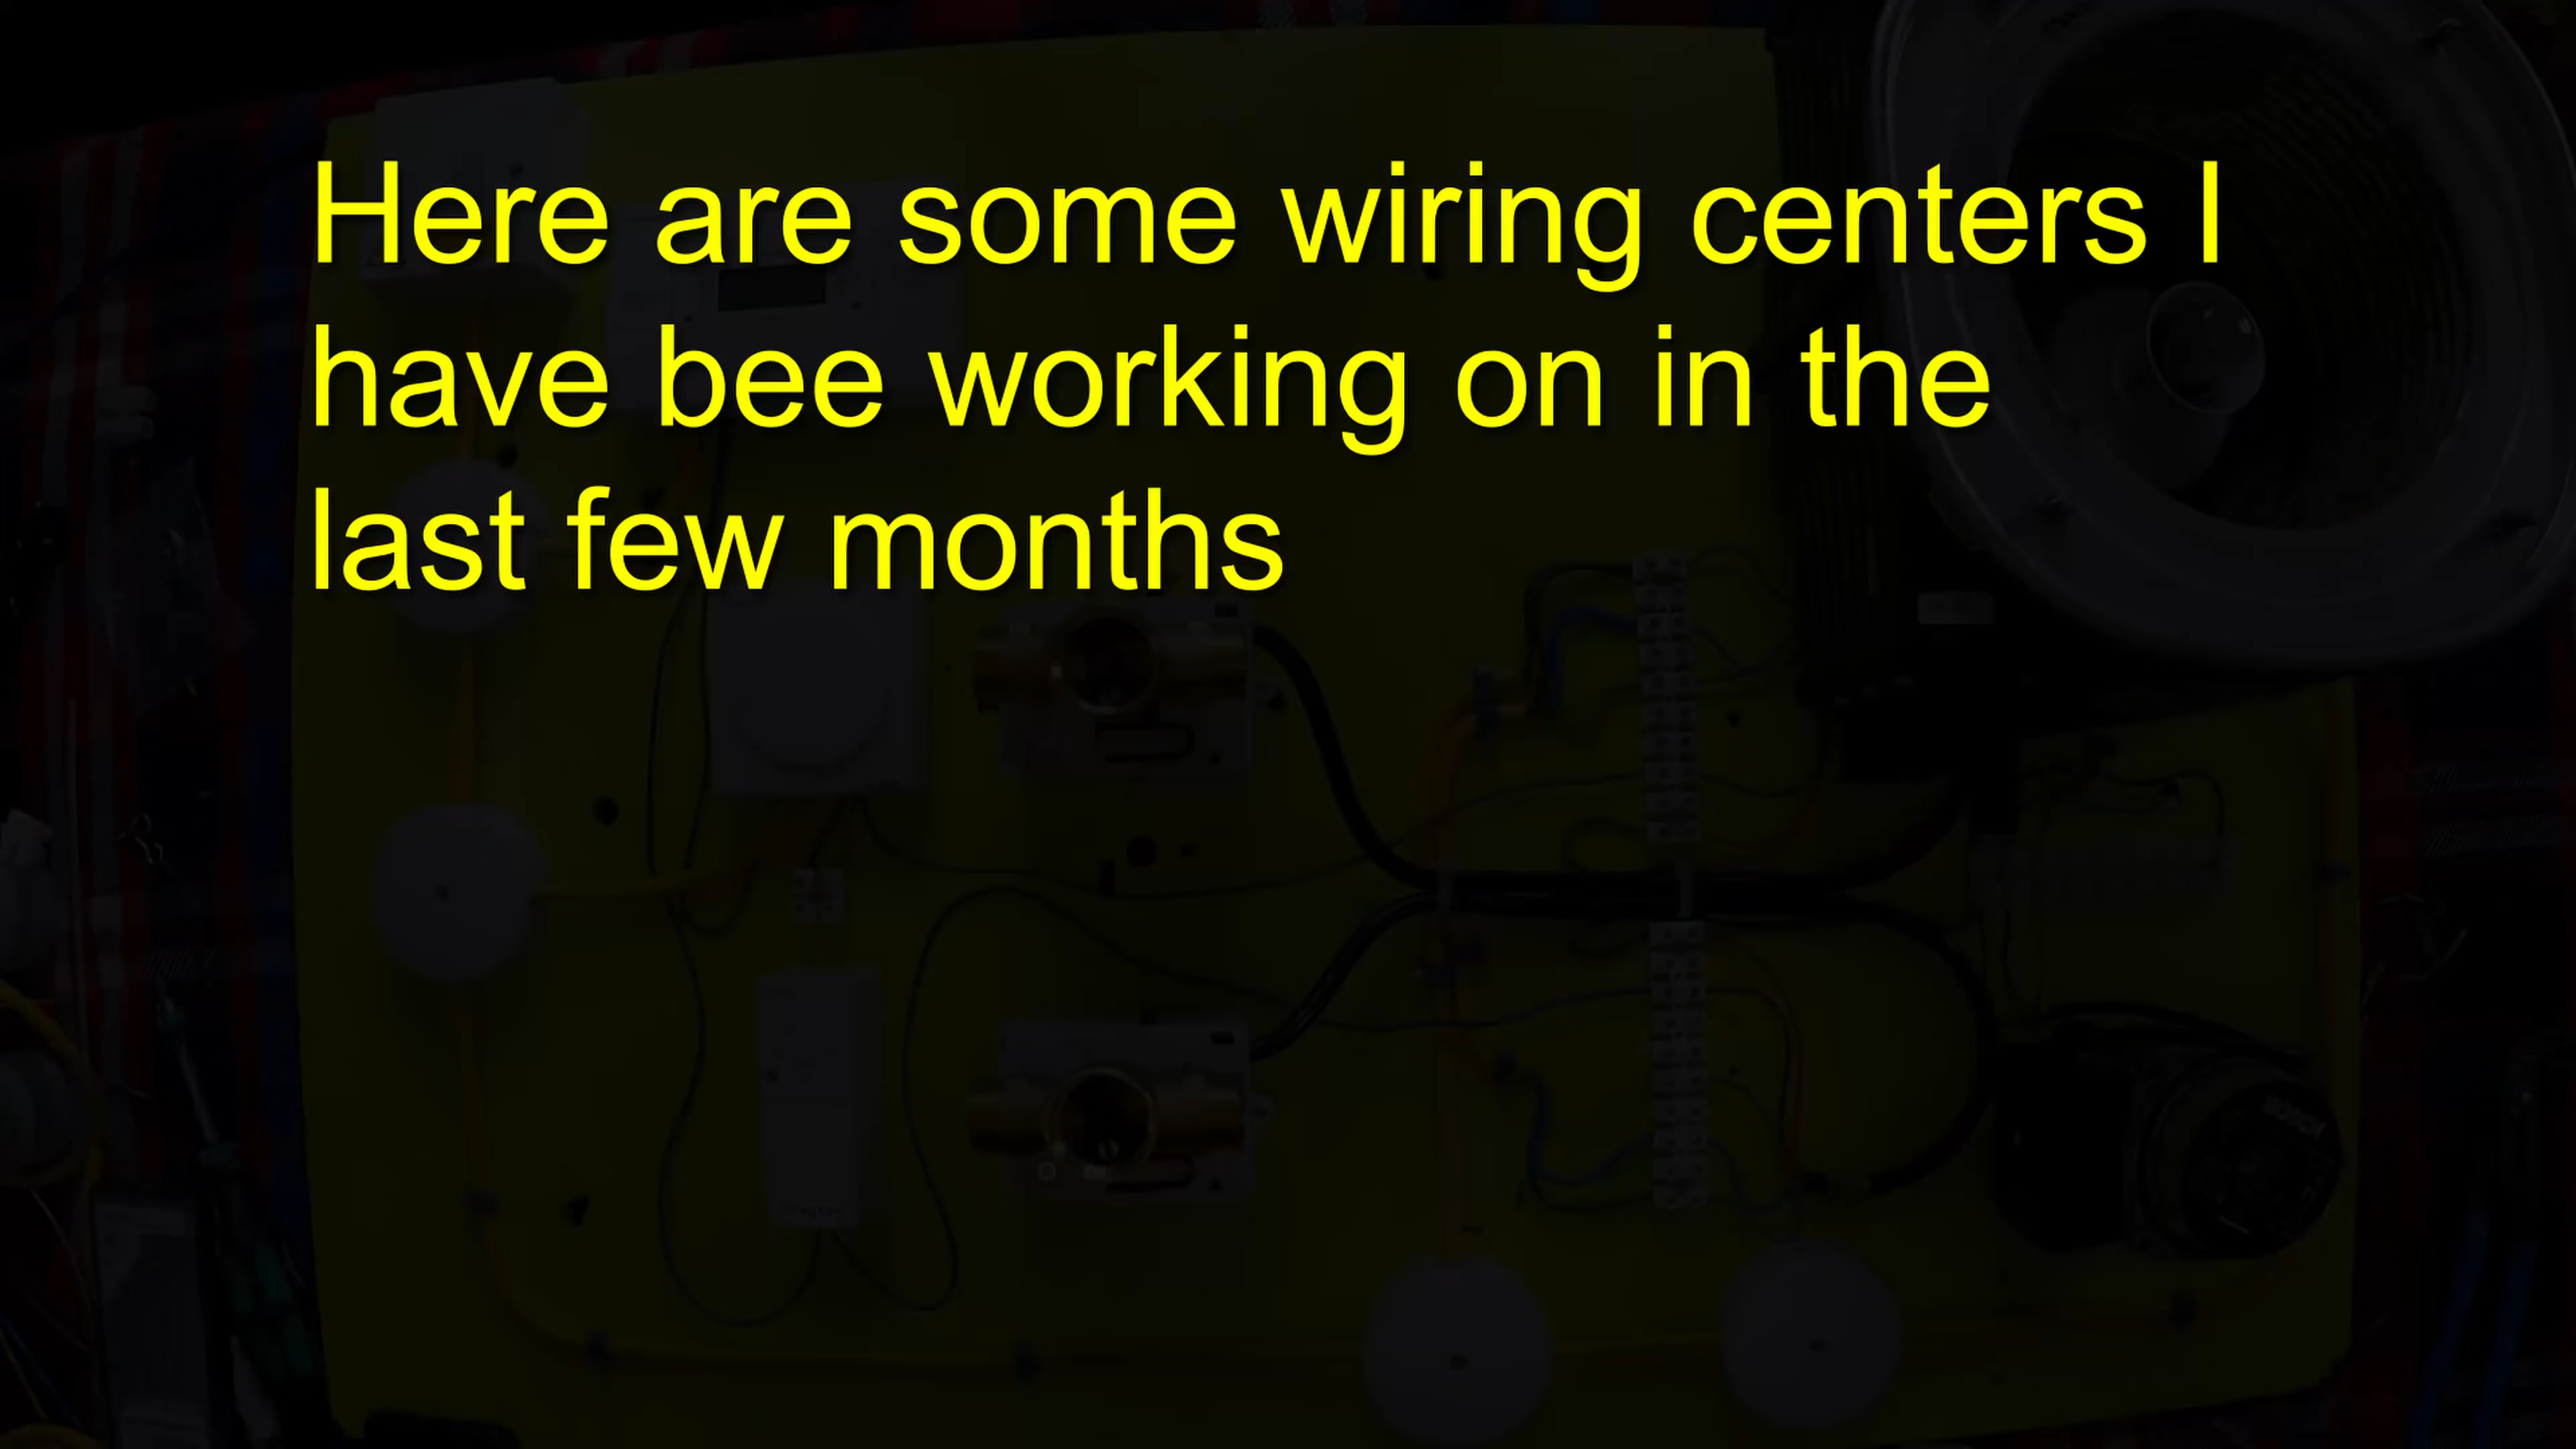 Here are some wiring centers I
have bee working on in the
last few months